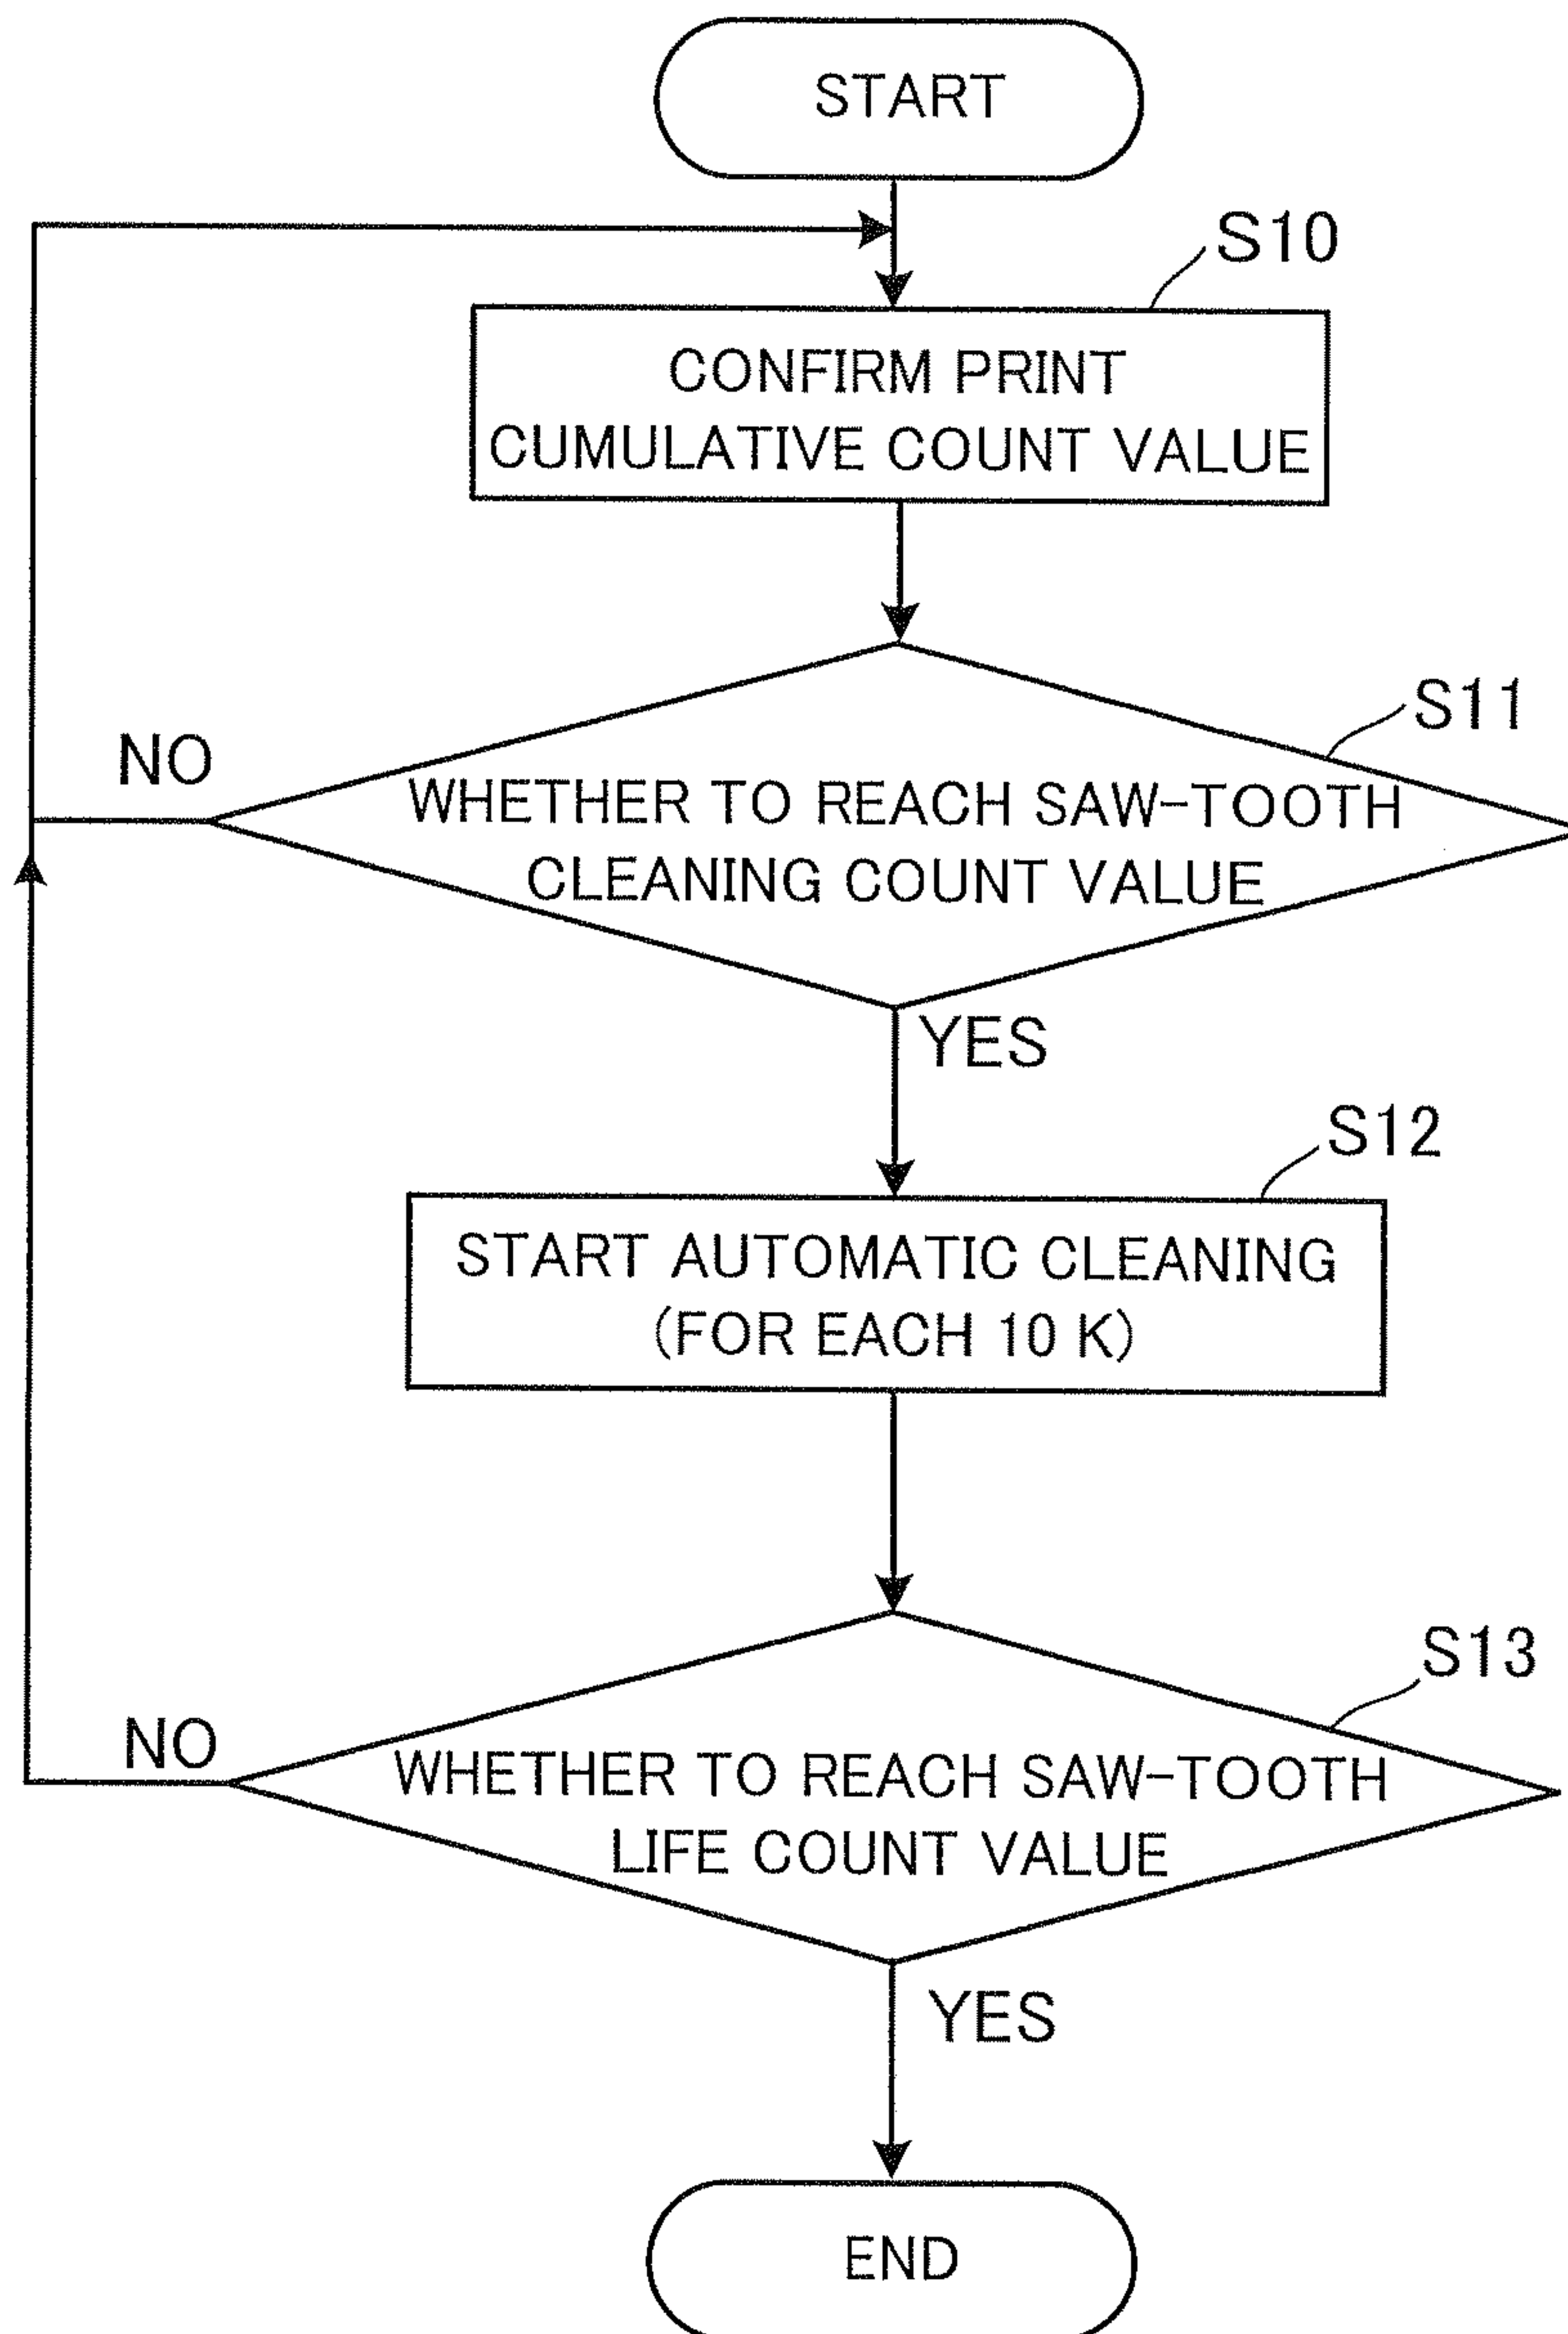 START
S10
CONFIRM PRINT
CUMULATIVE COUNT VALUE
S11
NO
WHETHER TO REACH SAW-TOOTH
CLEANING COUNT VALUE
YES
S12
START AUTOMATIC CLEANING
(FOR EACH 10 K)
S13
NO
WHETHER TO REACH SAW-TOOTH
LIFE COUNT VALUE
YES
END